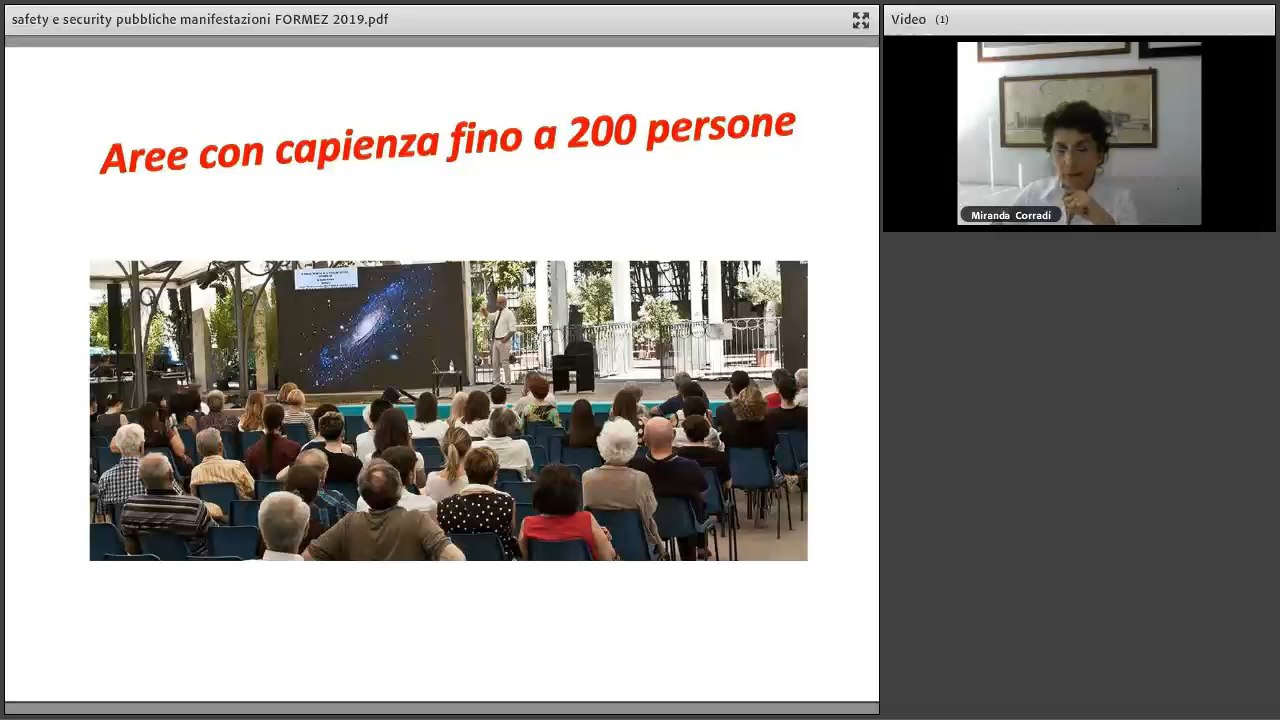 safety e security pubbliche manifestazioni FORMEZ 2019.pdf
Video (1)
Aree con capienza fino a 200 persone
Miranda Corradi